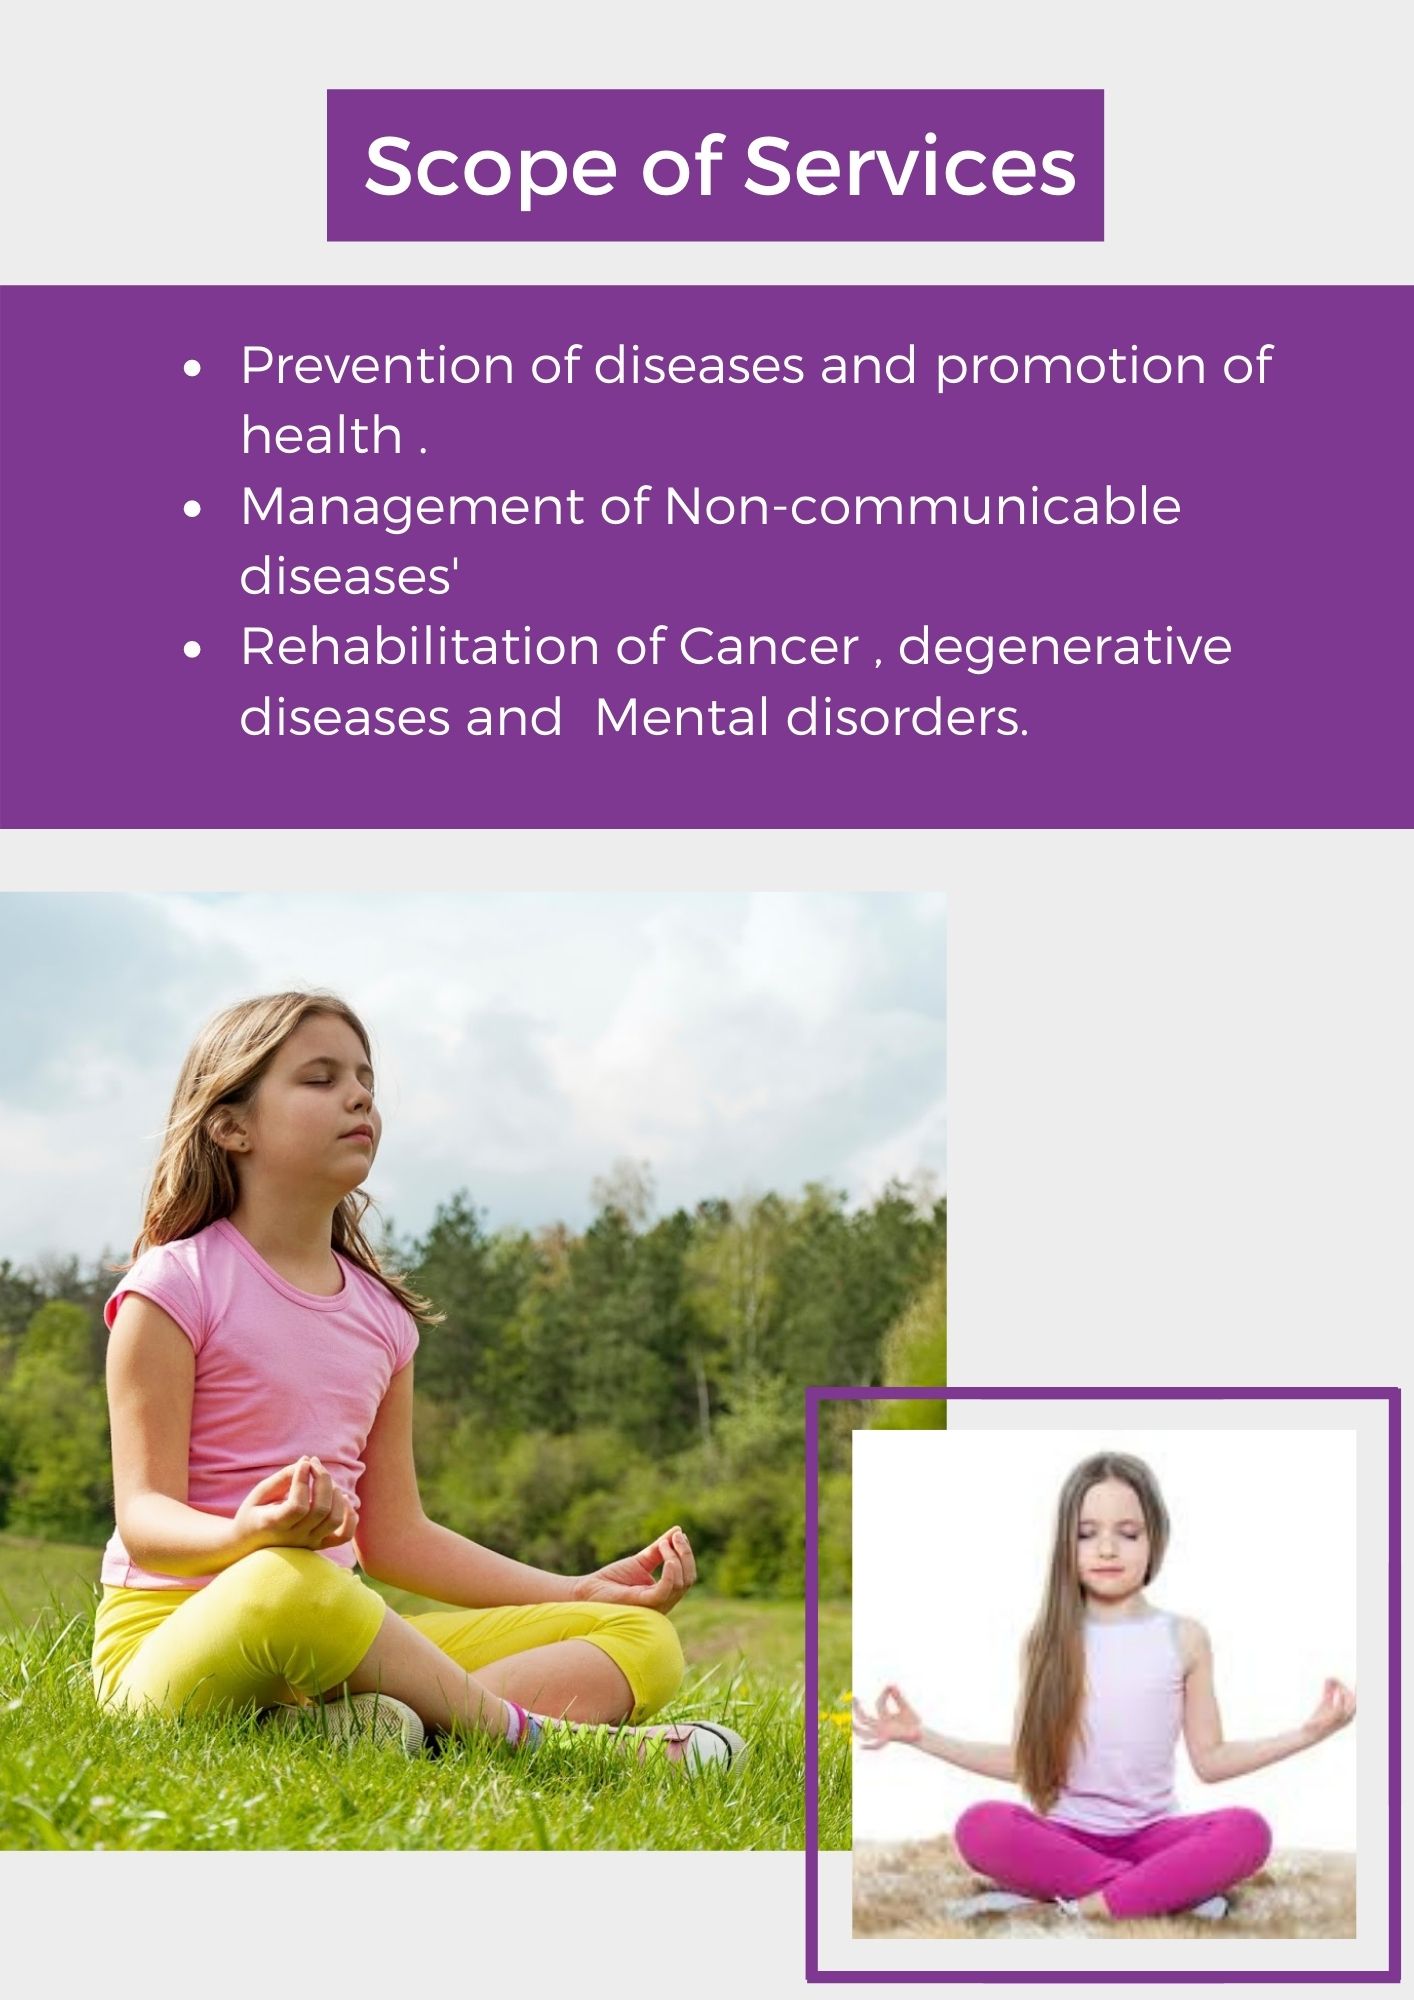 Scope of Services
• Prevention of diseases and promotion of
health .
• Management of Non-communicable
diseases'
• Rehabilitation of Cancer , degenerative
diseases and  Mental disorders.